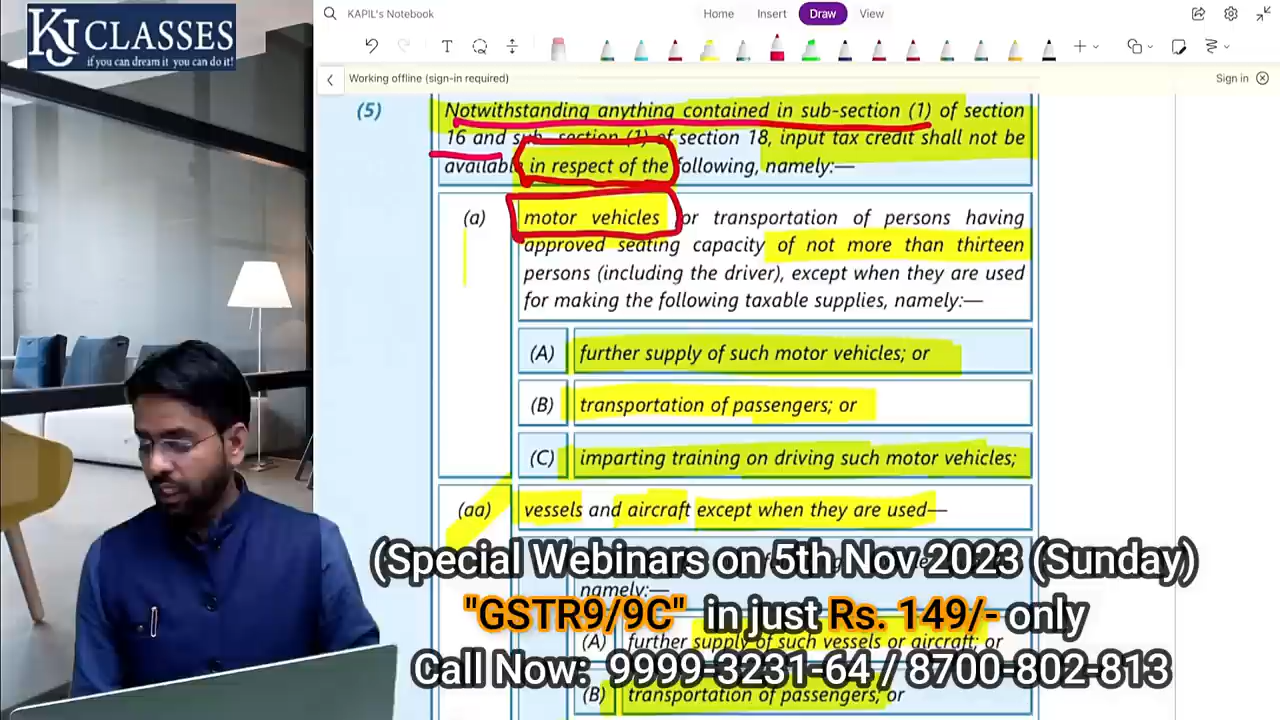 KJ CLASSES
if you can dream it you can do it!
KAPIL's Notebook
Home Insert Draw View
Working offline (sign-in required)
Sign in
(5) Notwithstanding anything contained in sub-section (1) of section
16 and sub-section (1) of section 18, input tax credit shall not be
available in respect of the following, namely:—
(a) motor vehicles for transportation of persons having
approved seating capacity of not more than thirteen
persons (including the driver), except when they are used
for making the following taxable supplies, namely:—
(A) further supply of such motor vehicles; or
(B) transportation of passengers; or
(C) imparting training on driving such motor vehicles;
(aa) vessels and aircraft except when they are used—
(Special Webinars on 5th Nov 2023 (Sunday)
namely:—
"GSTR9/9C" in just Rs. 149/- only
(A) further supply of such vessels or aircraft; or
Call Now: 9999-3231-64 / 8700-802-813
(B) transportation of passengers; or